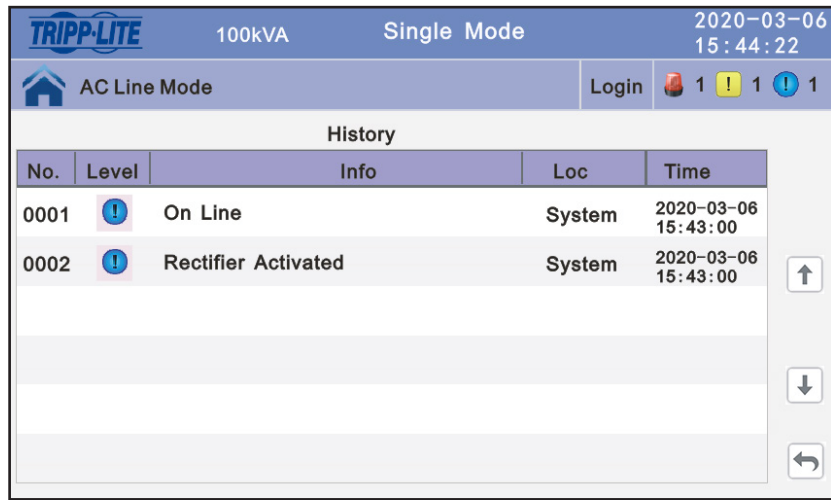 TRIPP·LITE 100kVA Single Mode 2020-03-06
15:44:22
AC Line Mode Login 1 ! 1 ! 1
History
No. Level Info Loc Time
0001 ! On Line System 2020-03-06
15:43:00
0002 ! Rectifier Activated System 2020-03-06
15:43:00